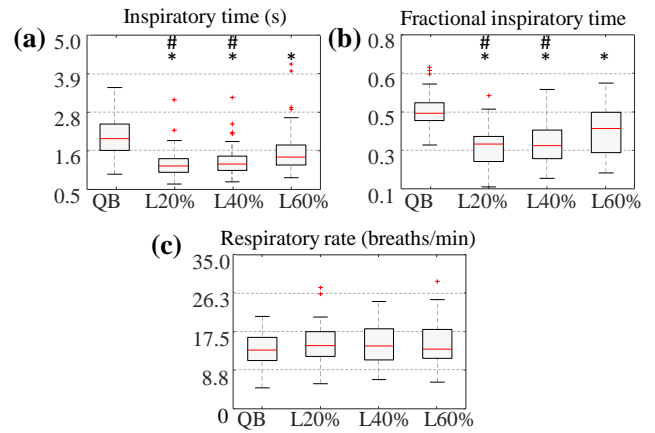 Inspiratory time (s)
(a)
5.0
3.9
2.8
1.6
0.5
# #
* * *
QB L20% L40% L60%
Fractional inspiratory time
(b)
0.8
0.6
0.5
0.3
0.1
# #
* * *
QB L20% L40% L60%
(c)
Respiratory rate (breaths/min)
35.0
26.3
17.5
8.8
0
QB L20% L40% L60%